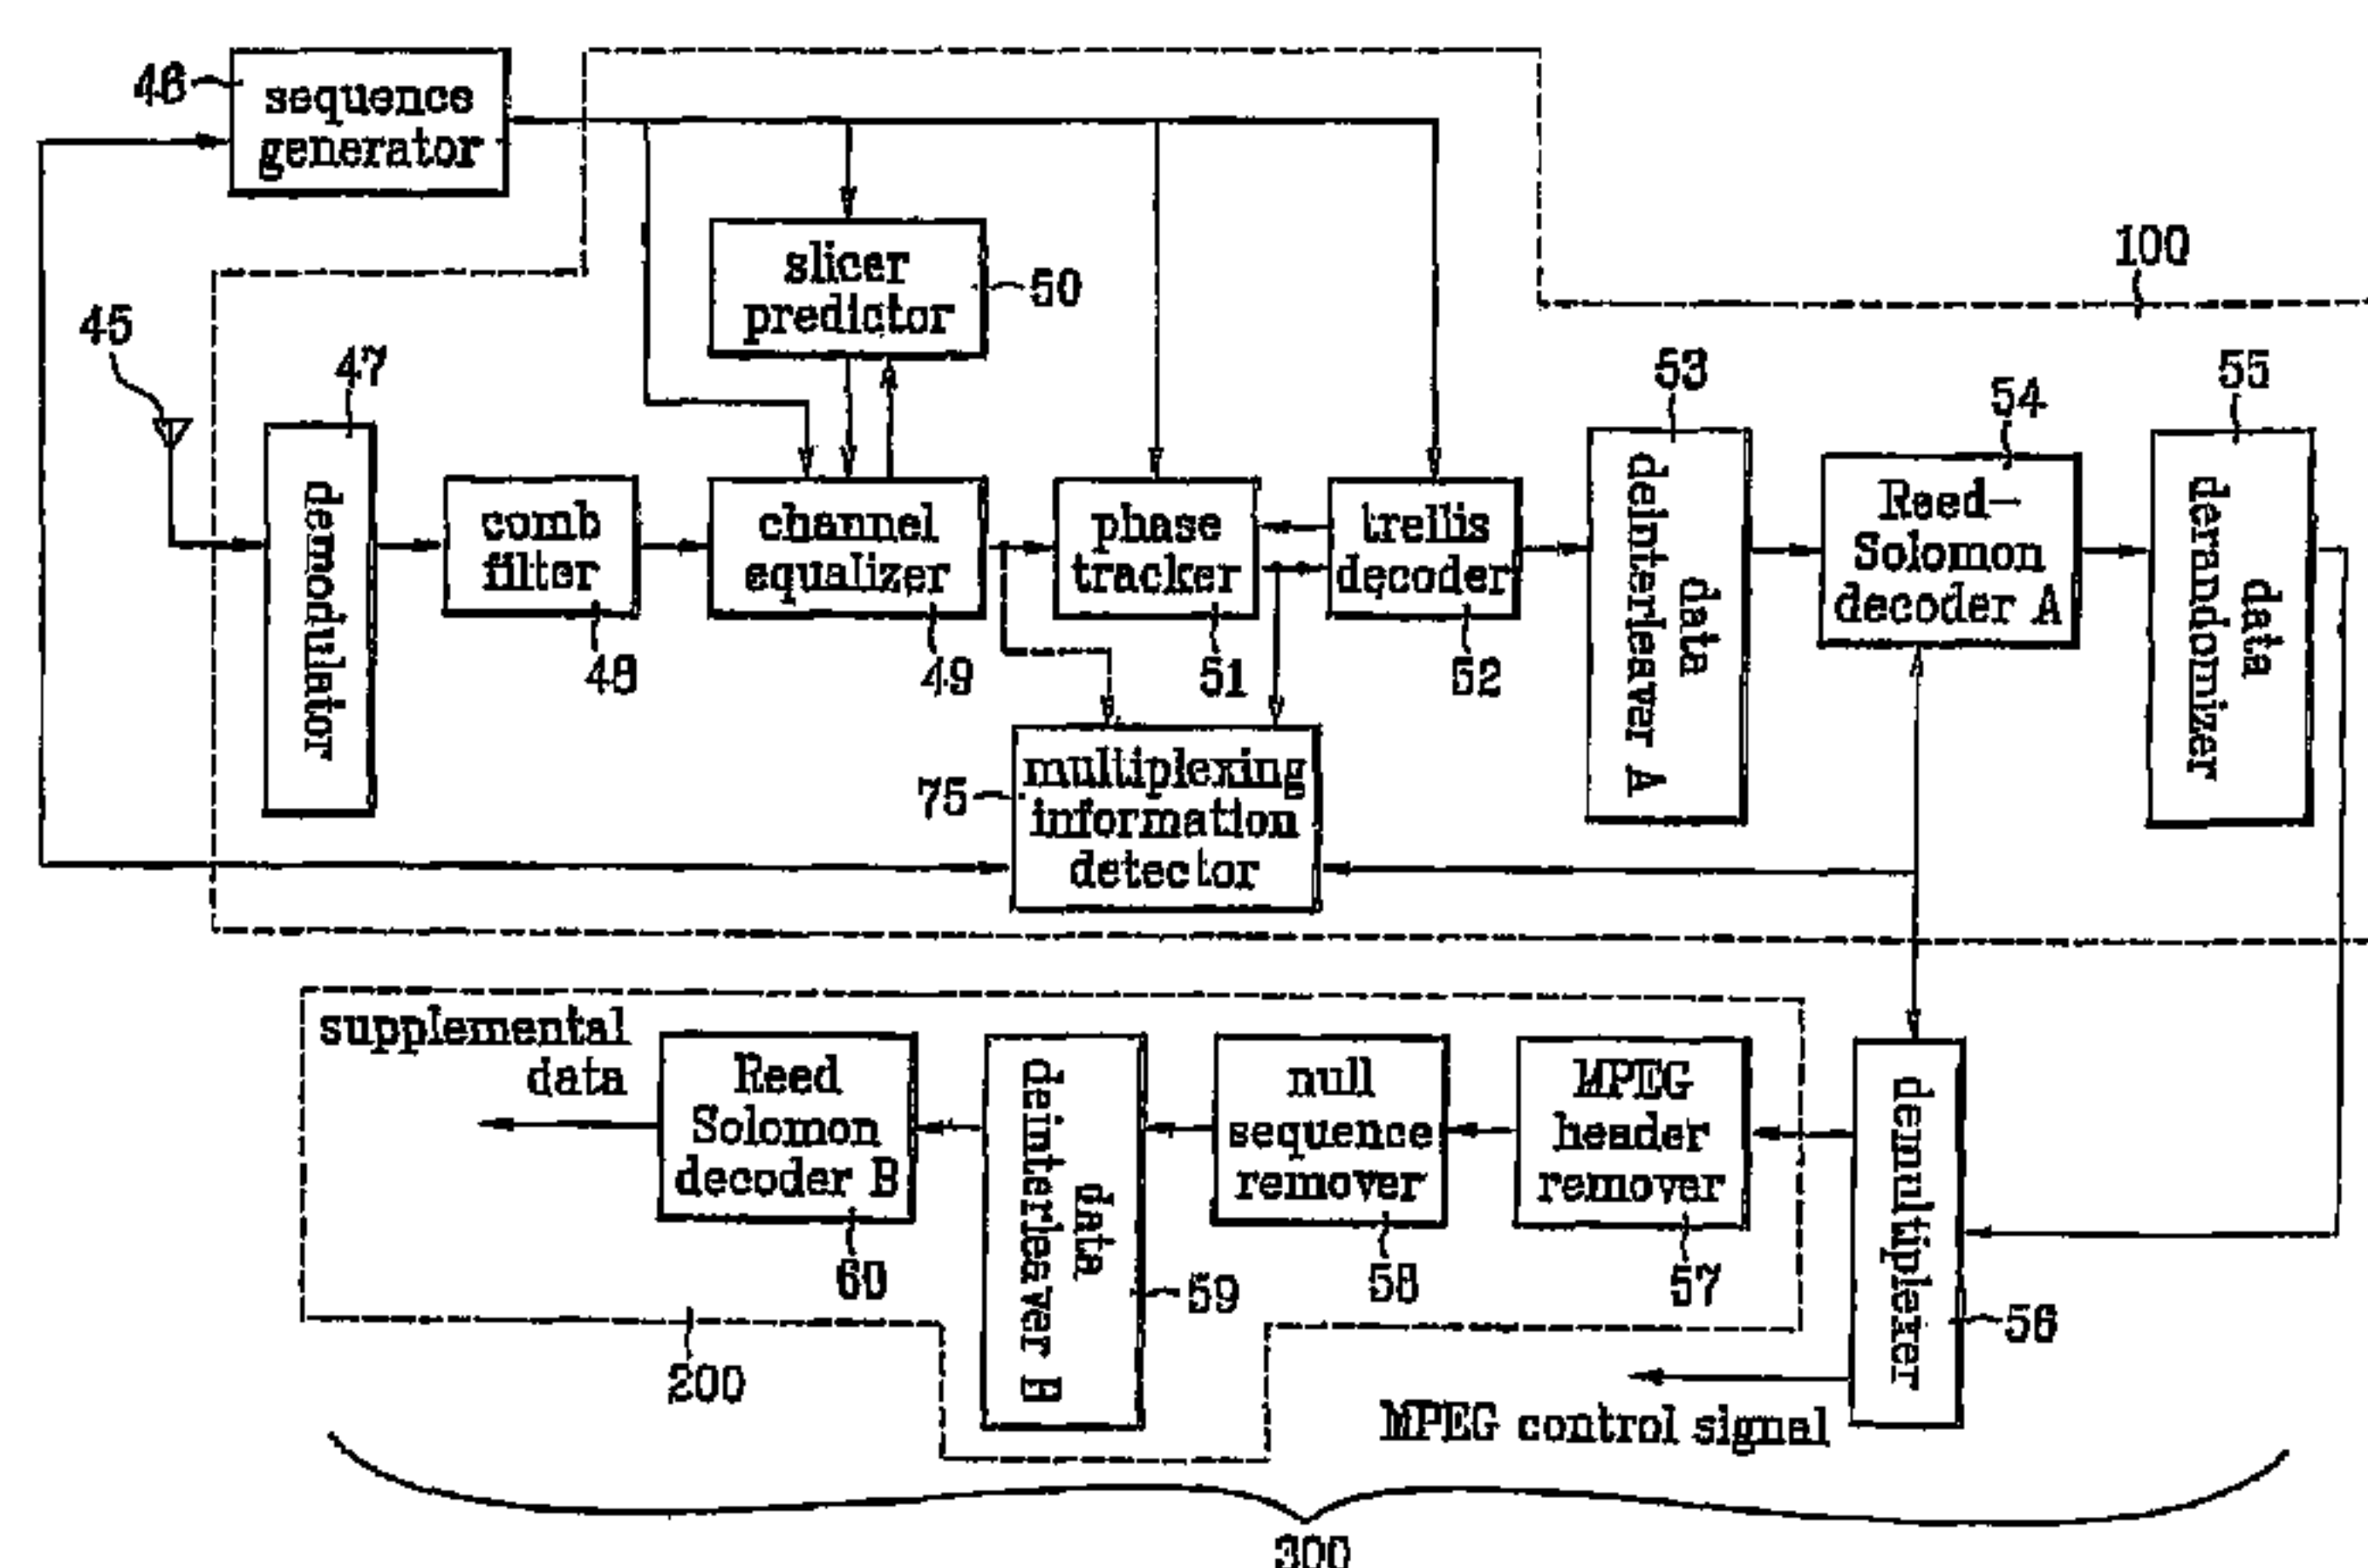 46
sequence
generator
100
slicer
predictor
50
45
47
53
54
55
demodulator
comb
filter
channel
equalizer
phase
tracker
trellis
decoder
data
deinterleaver A
Reed-
Solomon
decoder A
data
derandomizer
48
49
51
52
75
multiplexing
information
detector
supplemental
data
Reed
Solomon
decoder B
data
deinterleaver B
null
sequence
remover
MPEG
header
remover
demultiplexer
60
59
58
57
56
200
MPEG control signal
300